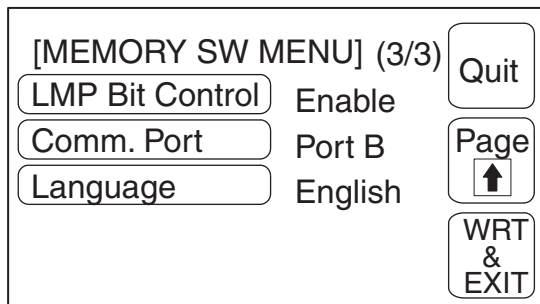 [MEMORY SW MENU] (3/3)
Quit
LMP Bit Control Enable
Comm. Port Port B
Page
Language English
WRT
&
EXIT